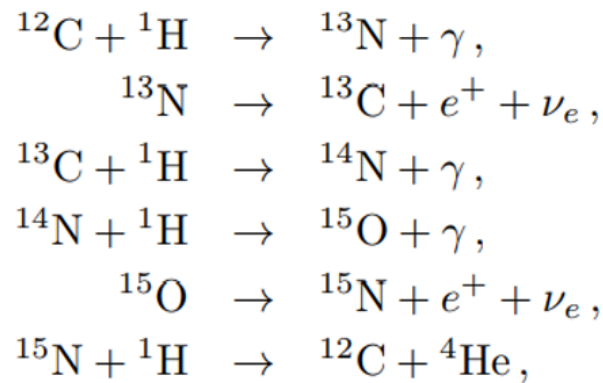 ¹²C + ¹H → ¹³N + γ ,
¹³N → ¹³C + e⁺ + νₑ ,
¹³C + ¹H → ¹⁴N + γ ,
¹⁴N + ¹H → ¹⁵O + γ ,
¹⁵O → ¹⁵N + e⁺ + νₑ ,
¹⁵N + ¹H → ¹²C + ⁴He ,